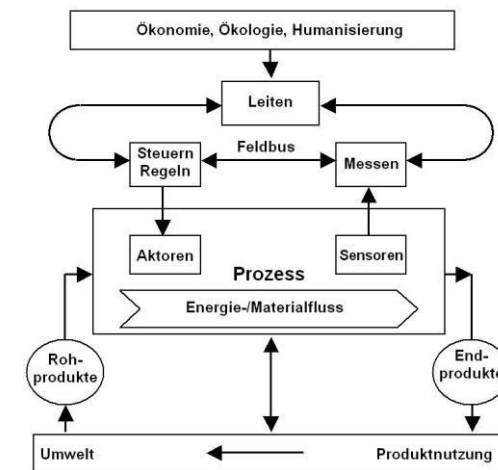 Ökonomie, Ökologie, Humanisierung
Leiten
Steuern
Regeln
Feldbus
Messen
Aktoren
Sensoren
Prozess
Energie-/Materialfluss
Roh-
produkte
End-
produkte
Umwelt
Produktnutzung